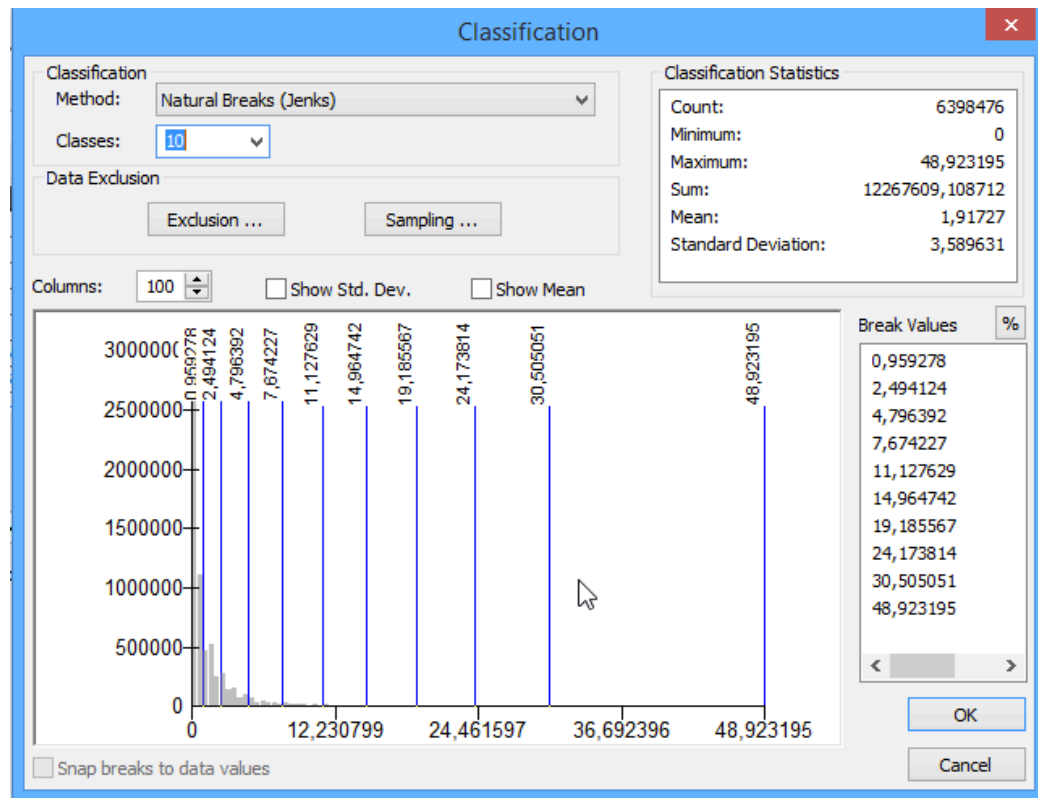 Classification
Classification
Method: Natural Breaks (Jenks)
Classes: 10
Data Exclusion
Exclusion ... Sampling ...
Classification Statistics
Count: 6398476
Minimum: 0
Maximum: 48,923195
Sum: 12267609,108712
Mean: 1,91727
Standard Deviation: 3,589631
Columns: 100 Show Std. Dev. Show Mean
0,959278
2,494124
4,796392
7,674227
11,127629
14,964742
19,185567
24,173814
30,505051
48,923195
3000000
2500000
2000000
1500000
1000000
500000
0
0 12,230799 24,461597 36,692396 48,923195
Break Values %
0,959278
2,494124
4,796392
7,674227
11,127629
14,964742
19,185567
24,173814
30,505051
48,923195
Snap breaks to data values
OK
Cancel